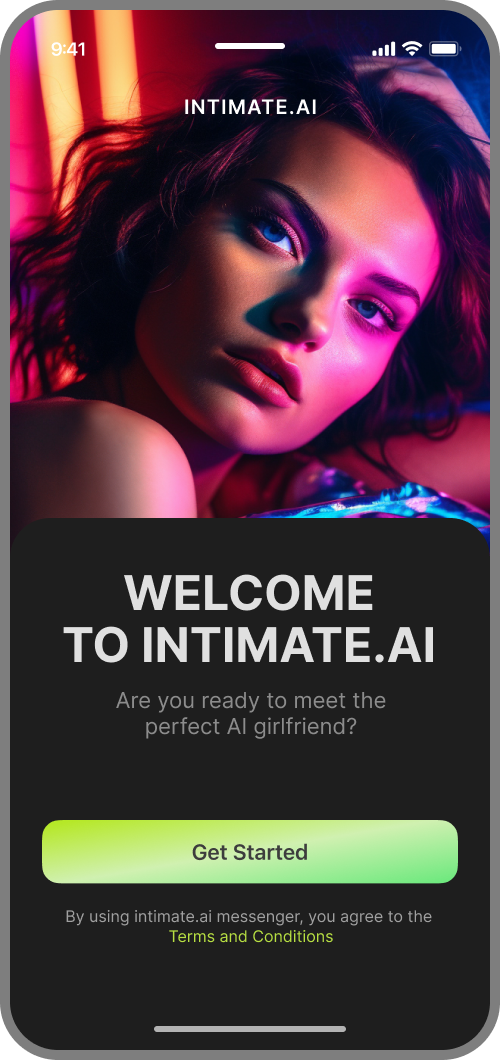 9:41
INTIMATE.AI
WELCOME
TO INTIMATE.AI
Are you ready to meet the
perfect AI girlfriend?
Get Started
By using intimate.ai messenger, you agree to the
Terms and Conditions